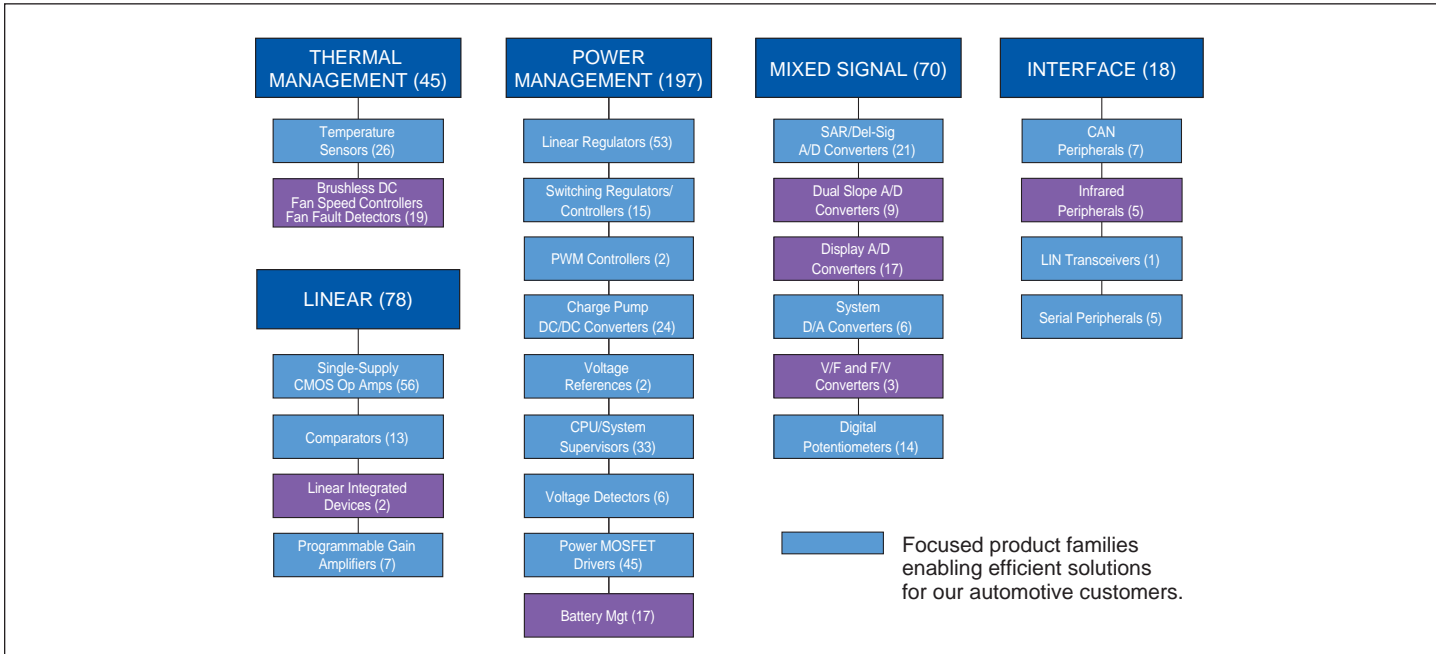 THERMAL
MANAGEMENT (45)
Temperature
Sensors (26)
Brushless DC
Fan Speed Controllers
Fan Fault Detectors (19)
LINEAR (78)
Single-Supply
CMOS Op Amps (56)
Comparators (13)
Linear Integrated
Devices (2)
Programmable Gain
Amplifiers (7)
POWER
MANAGEMENT (197)
Linear Regulators (53)
Switching Regulators/
Controllers (15)
PWM Controllers (2)
Charge Pump
DC/DC Converters (24)
Voltage
References (2)
CPU/System
Supervisors (33)
Voltage Detectors (6)
Power MOSFET
Drivers (45)
Battery Mgt (17)
MIXED SIGNAL (70)
SAR/Del-Sig
A/D Converters (21)
Dual Slope A/D
Converters (9)
Display A/D
Converters (17)
System
D/A Converters (6)
V/F and F/V
Converters (3)
Digital
Potentiometers (14)
INTERFACE (18)
CAN
Peripherals (7)
Infrared
Peripherals (5)
LIN Transceivers (1)
Serial Peripherals (5)
Focused product families
enabling efficient solutions
for our automotive customers.